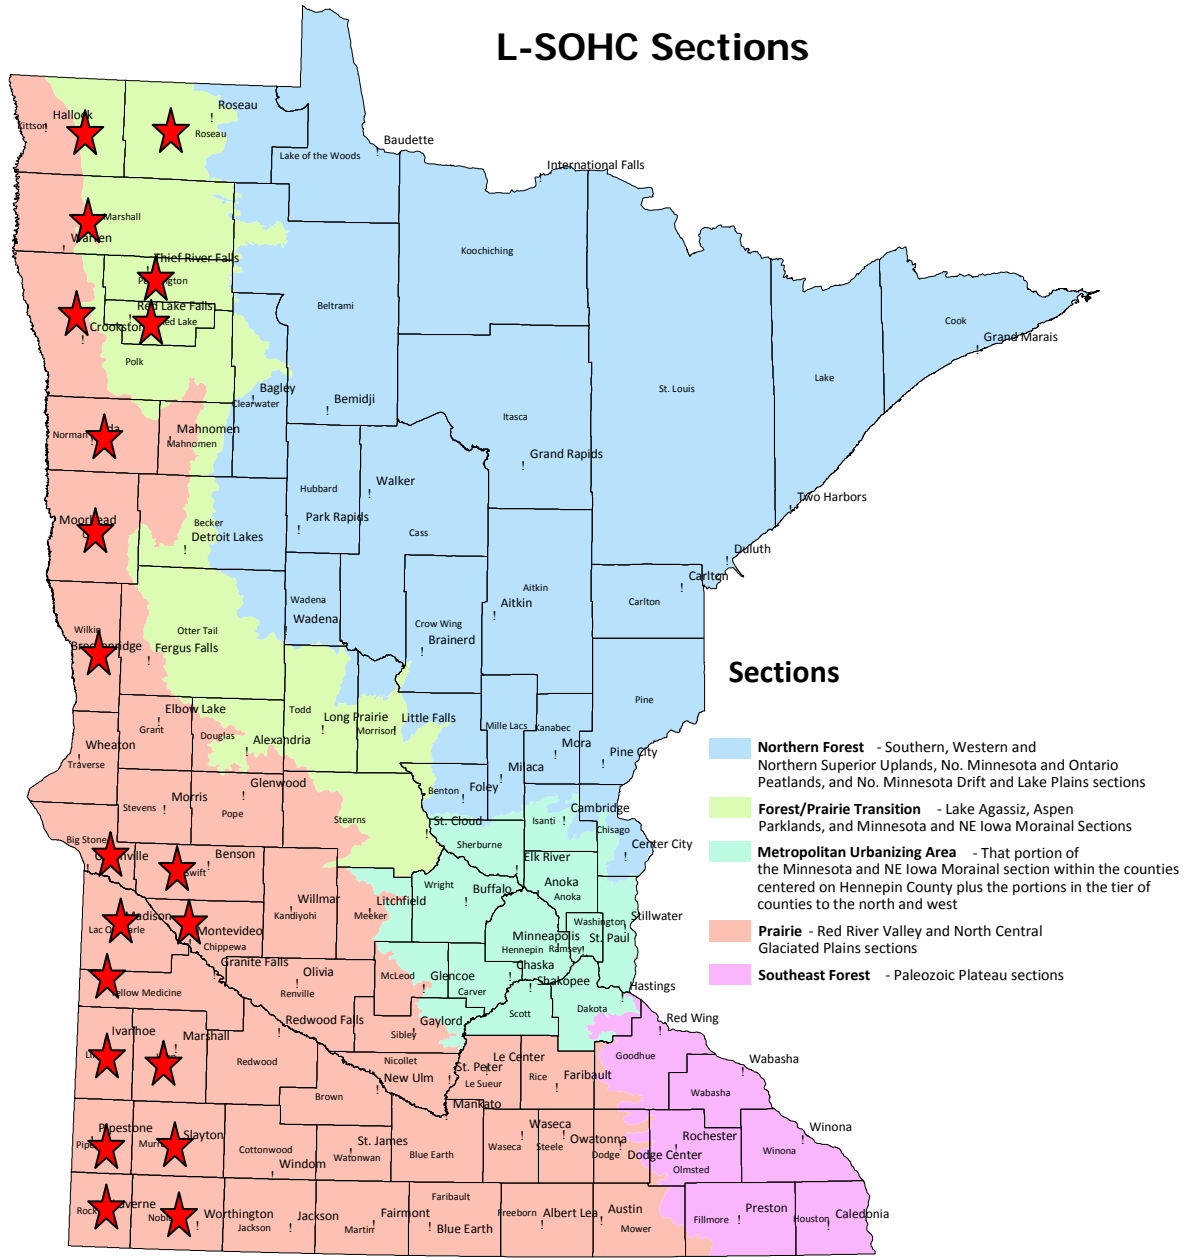 L-SOHC Sections
Roseau
Hallock
Kittson
Roseau
Baudette
Lake of the Woods
International Falls
Marshall
Warren
Koochiching
Thief River Falls
Beltrami
Red Lake Falls
Red Lake
Crookston
Cook
Grand Marais
Polk
Lake
St. Louis
Bagley
Clearwater
Bemidji
Itasca
Norman
Mahnomen
Mahnomen
Grand Rapids
Walker
Hubbard
Two Harbors
Moorhead
Park Rapids
Becker
Detroit Lakes
Cass
Duluth
Carlton
Aitkin
Aitkin
Carlton
Wadena
Wadena
Crow Wing
Brainerd
Wilkin
Breckenridge
Otter Tail
Fergus Falls
Sections
Pine
Elbow Lake
Todd
Long Prairie
Little Falls
Grant
Douglas
Morrison
Mille Lacs
Kanabec
Alexandria
Mora
Wheaton
Traverse
Pine City
Milaca
Glenwood
Morris
Stevens
Pope
Benton
Foley
Cambridge
Stearns
St. Cloud
Isanti
Chisago
Big Stone
Center City
Sherburne
Benson
Swift
Elk River
Anoka
Anoka
Wright
Buffalo
Willmar
Kandiyohi
Litchfield
Meeker
Stillwater
Washington
Madison
Montevideo
Chippewa
Minneapolis
Hennepin
Ramsey
St. Paul
Granite Falls
Olivia
Renville
McLeod
Glencoe
Carver
Chaska
Shakopee
Hastings
Yellow Medicine
Scott
Dakota
Red Wing
Ivanhoe
Marshall
Redwood Falls
Sibley
Gaylord
Redwood
Nicollet
New Ulm
St. Peter
Le Center
Le Sueur
Rice
Faribault
Goodhue
Wabasha
Wabasha
Brown
Mankato
Pipestone
Slayton
Cottonwood
Windom
St. James
Watonwan
Blue Earth
Waseca
Waseca
Steele
Owatonna
Dodge
Dodge Center
Rochester
Olmsted
Winona
Winona
Rock
Luverne
Worthington
Jackson
Jackson
Martin
Fairmont
Faribault
Blue Earth
Freeborn
Albert Lea
Austin
Mower
Fillmore
Preston
Houston
Caledonia
Northern Forest - Southern, Western and
Northern Superior Uplands, No. Minnesota and Ontario
Peatlands, and No. Minnesota Drift and Lake Plains sections
Forest/Prairie Transition - Lake Agassiz, Aspen
Parklands, and Minnesota and NE Iowa Morainal Sections
Metropolitan Urbanizing Area - That portion of
the Minnesota and NE Iowa Morainal section within the counties
centered on Hennepin County plus the portions in the tier of
counties to the north and west
Prairie - Red River Valley and North Central
Glaciated Plains sections
Southeast Forest - Paleozoic Plateau sections